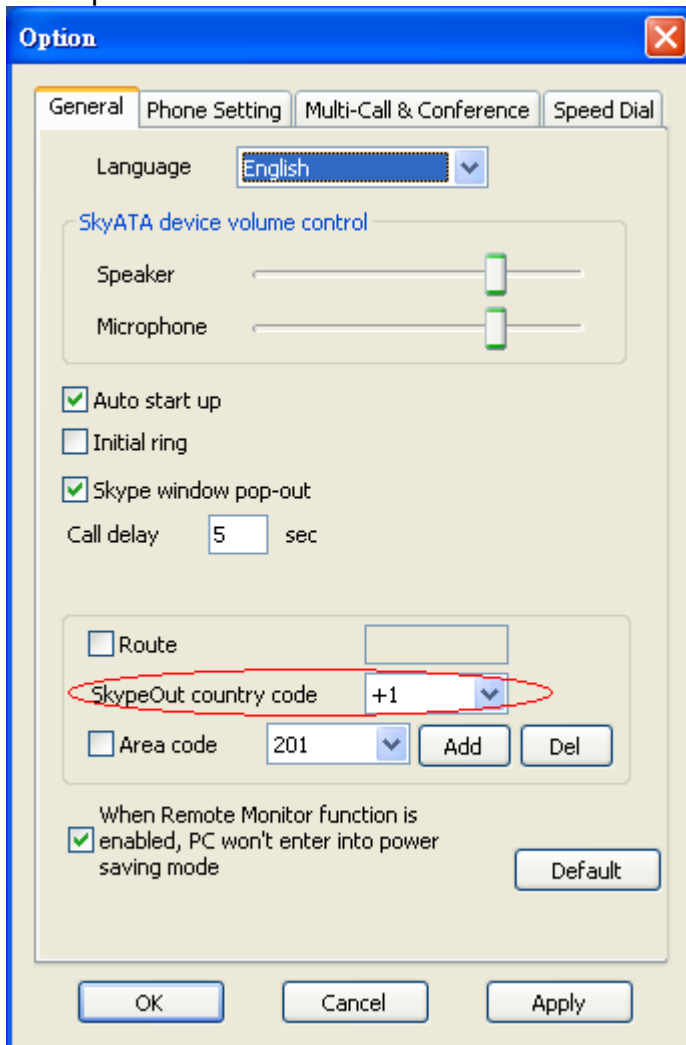 Option
General Phone Setting Multi-Call & Conference Speed Dial
Language English
SkyATA device volume control
Speaker
Microphone
Auto start up
Initial ring
Skype window pop-out
Call delay 5 sec
Route
SkypeOut country code +1
Area code 201 Add Del
When Remote Monitor function is
enabled, PC won't enter into power
saving mode
Default
OK Cancel Apply